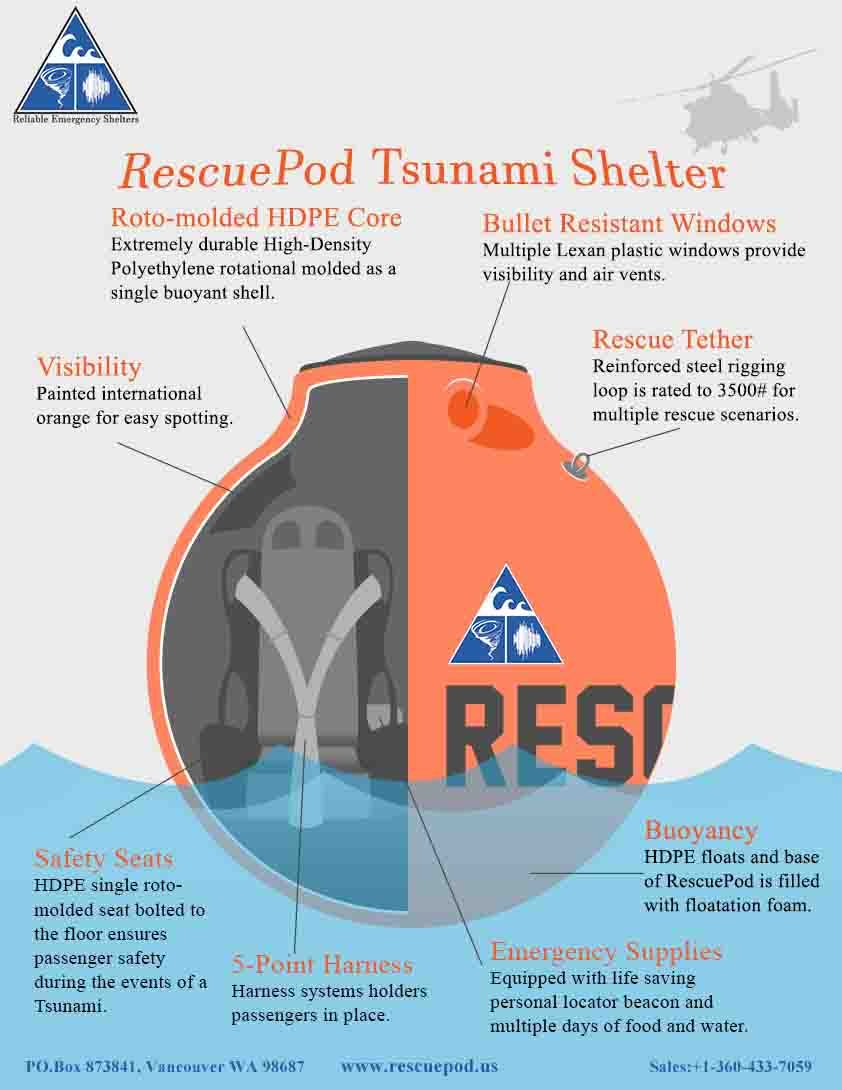 Reliable Emergency Shelters
RescuePod Tsunami Shelter
Roto-molded HDPE Core
Extremely durable High-Density
Polyethylene rotational molded as a
single buoyant shell.
Bullet Resistant Windows
Multiple Lexan plastic windows provide
visibility and air vents.
Visibility
Painted international
orange for easy spotting.
Rescue Tether
Reinforced steel rigging
loop is rated to 3500# for
multiple rescue scenarios.
RESC
Safety Seats
HDPE single roto-
molded seat bolted to
the floor ensures
passenger safety
during the events of a
Tsunami.
5-Point Harness
Harness systems holders
passengers in place.
Buoyancy
HDPE floats and base
of RescuePod is filled
with floatation foam.
Emergency Supplies
Equipped with life saving
personal locator beacon and
multiple days of food and water.
P.O.Box 873841, Vancouver WA 98687
www.rescuepod.us
Sales:+1-360-433-7059